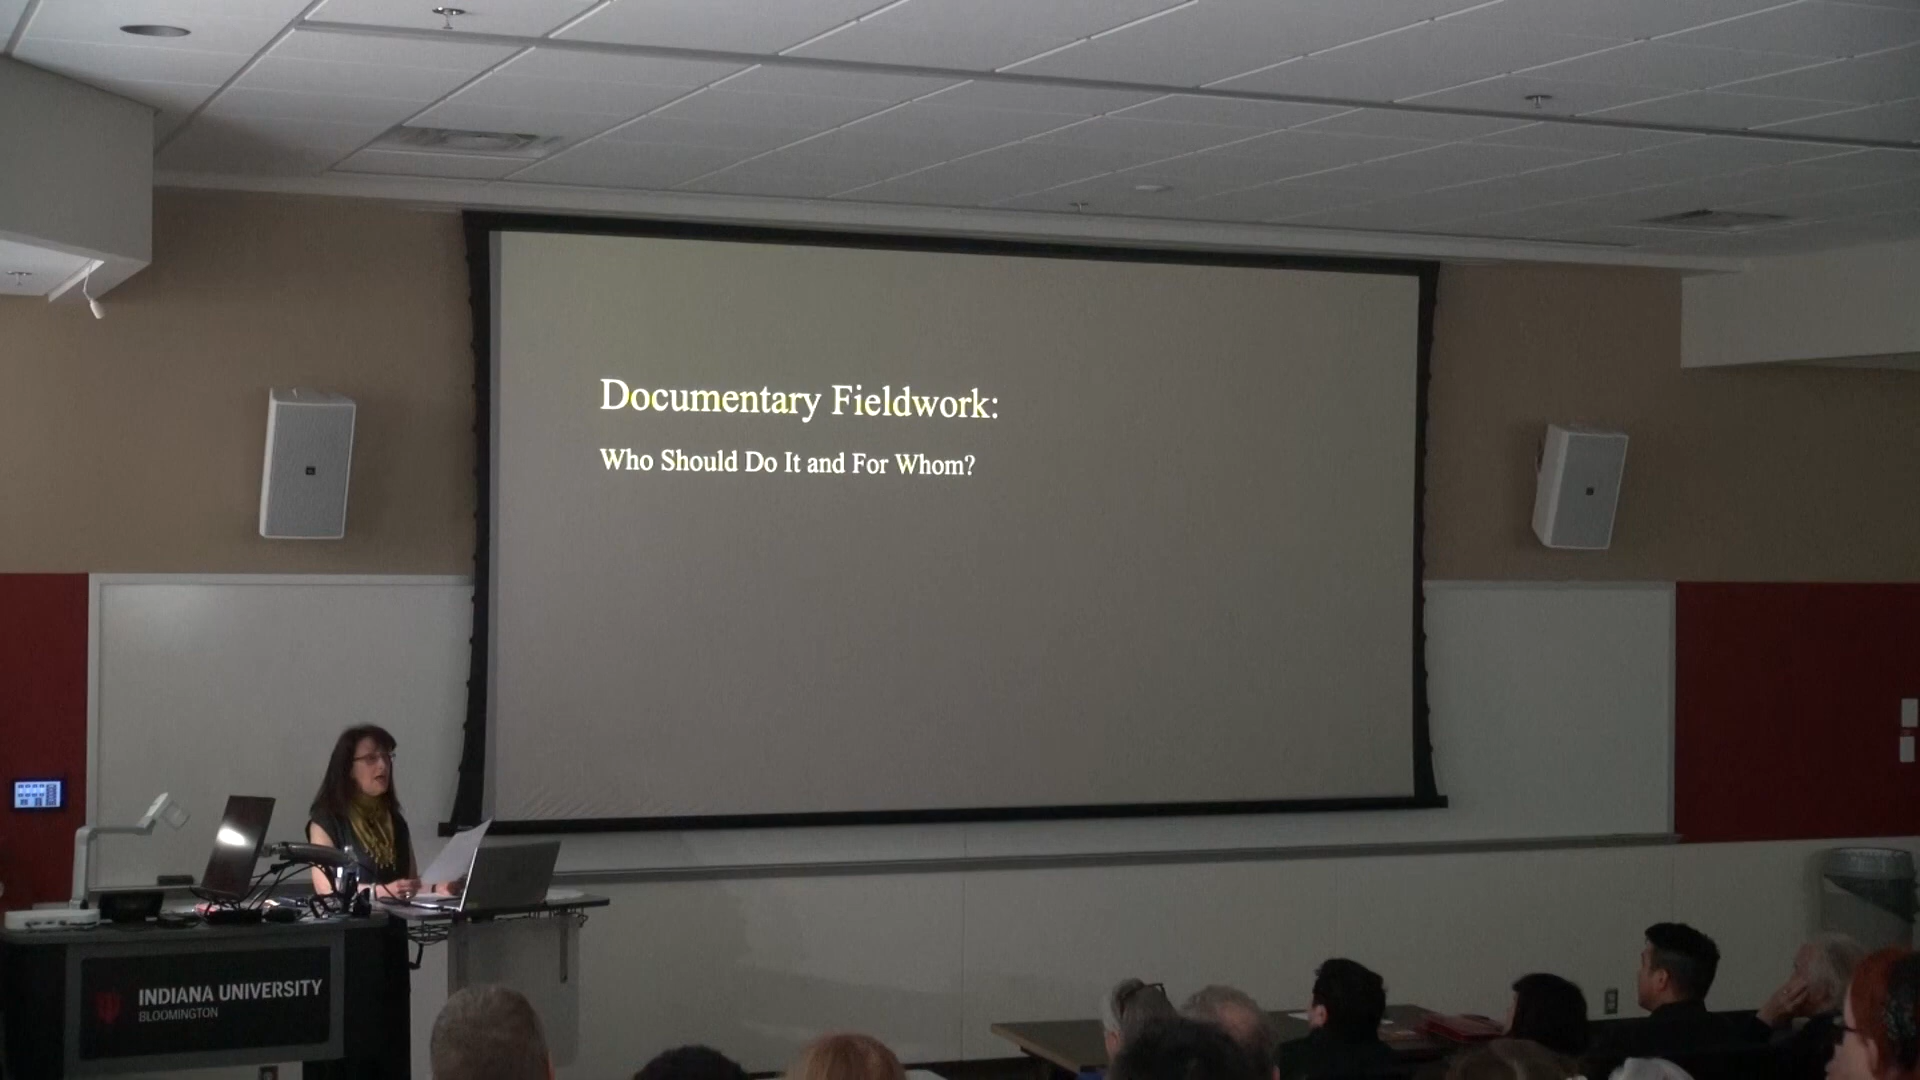 Documentary Fieldwork:
Who Should Do It and For Whom?
INDIANA UNIVERSITY
BLOOMINGTON